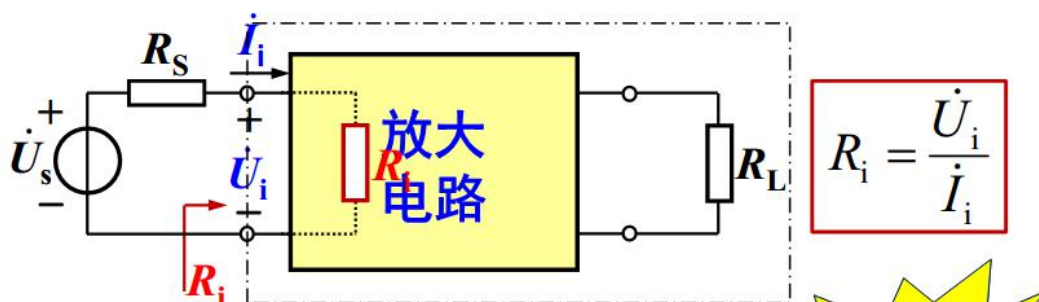 R_S
İ_i
+
U̇_s
−
+
U̇_i
−
R_i
放大
电路
R_i
R_L
R_i = U̇_i / İ_i